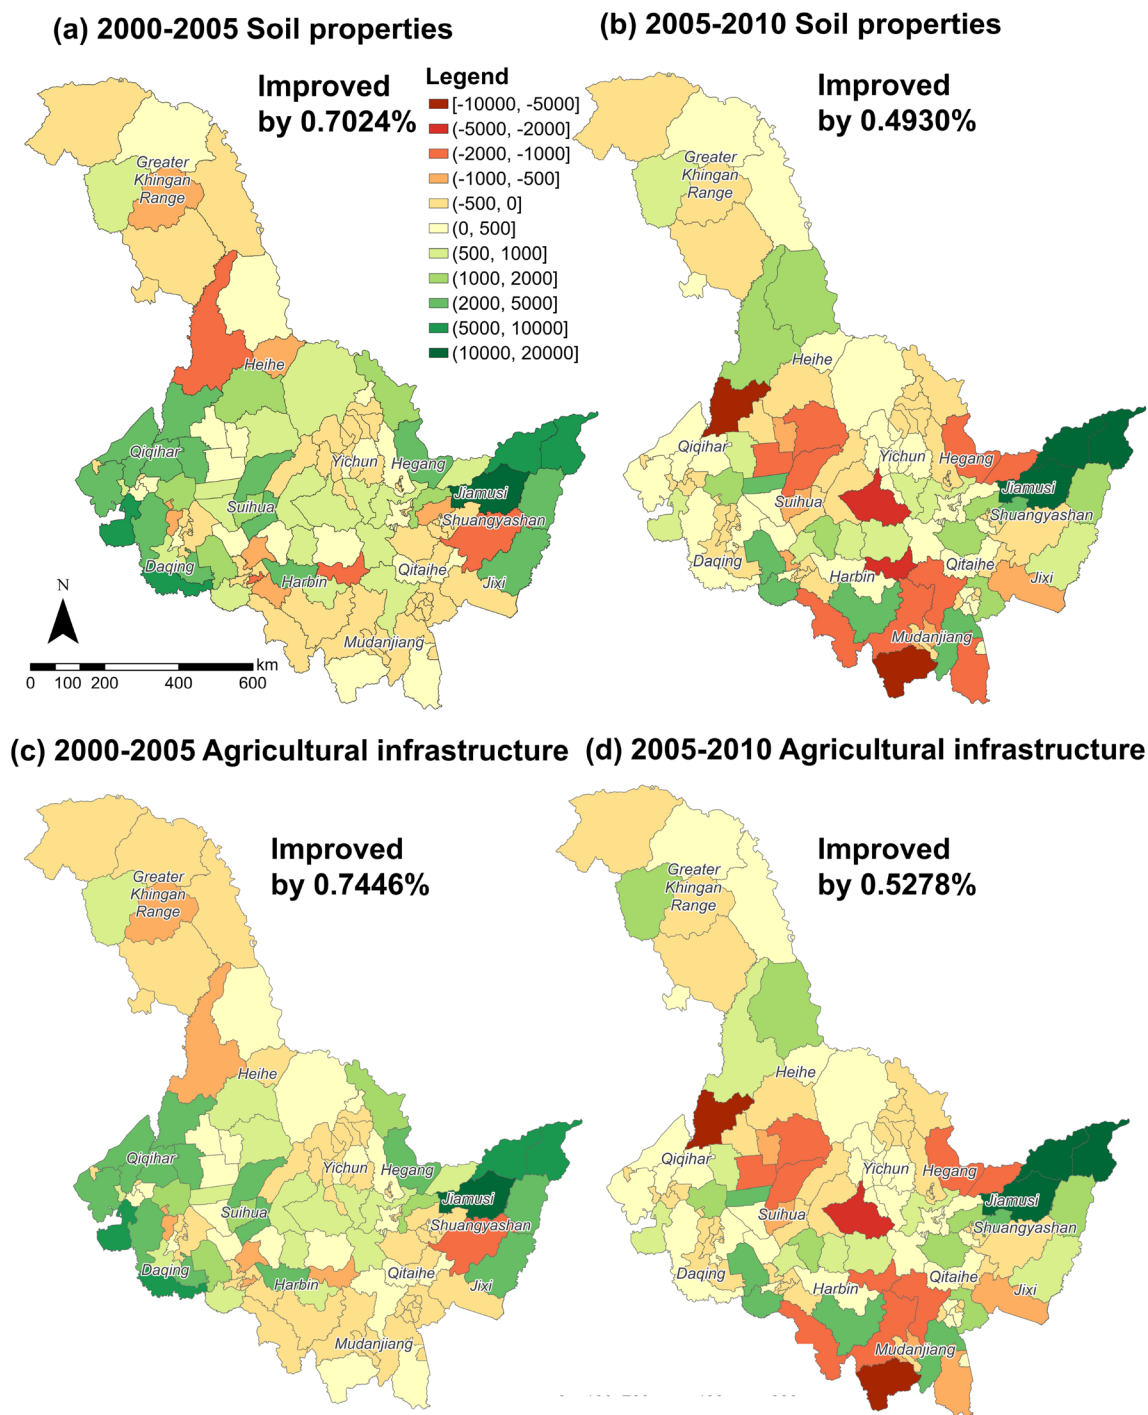 (a) 2000-2005 Soil properties
Improved
by 0.7024%
Legend
[-10000, -5000]
(-5000, -2000]
(-2000, -1000]
(-1000, -500]
(-500, 0]
(0, 500]
(500, 1000]
(1000, 2000]
(2000, 5000]
(5000, 10000]
(10000, 20000]
Greater
Khingan
Range
Heihe
Qiqihar
Yichun
Hegang
Jiamusi
Suihua
Shuangyashan
Daqing
Harbin
Qitaihe
Jixi
Mudanjiang
N
km
0 100 200 400 600
(b) 2005-2010 Soil properties
Improved
by 0.4930%
Greater
Khingan
Range
Heihe
Qiqihar
Yichun
Hegang
Jiamusi
Suihua
Shuangyashan
Daqing
Harbin
Qitaihe
Jixi
Mudanjiang
(c) 2000-2005 Agricultural infrastructure
Improved
by 0.7446%
Greater
Khingan
Range
Heihe
Qiqihar
Yichun
Hegang
Jiamusi
Suihua
Shuangyashan
Daqing
Harbin
Qitaihe
Jixi
Mudanjiang
(d) 2005-2010 Agricultural infrastructure
Improved
by 0.5278%
Greater
Khingan
Range
Heihe
Qiqihar
Yichun
Hegang
Jiamusi
Suihua
Shuangyashan
Daqing
Harbin
Qitaihe
Jixi
Mudanjiang